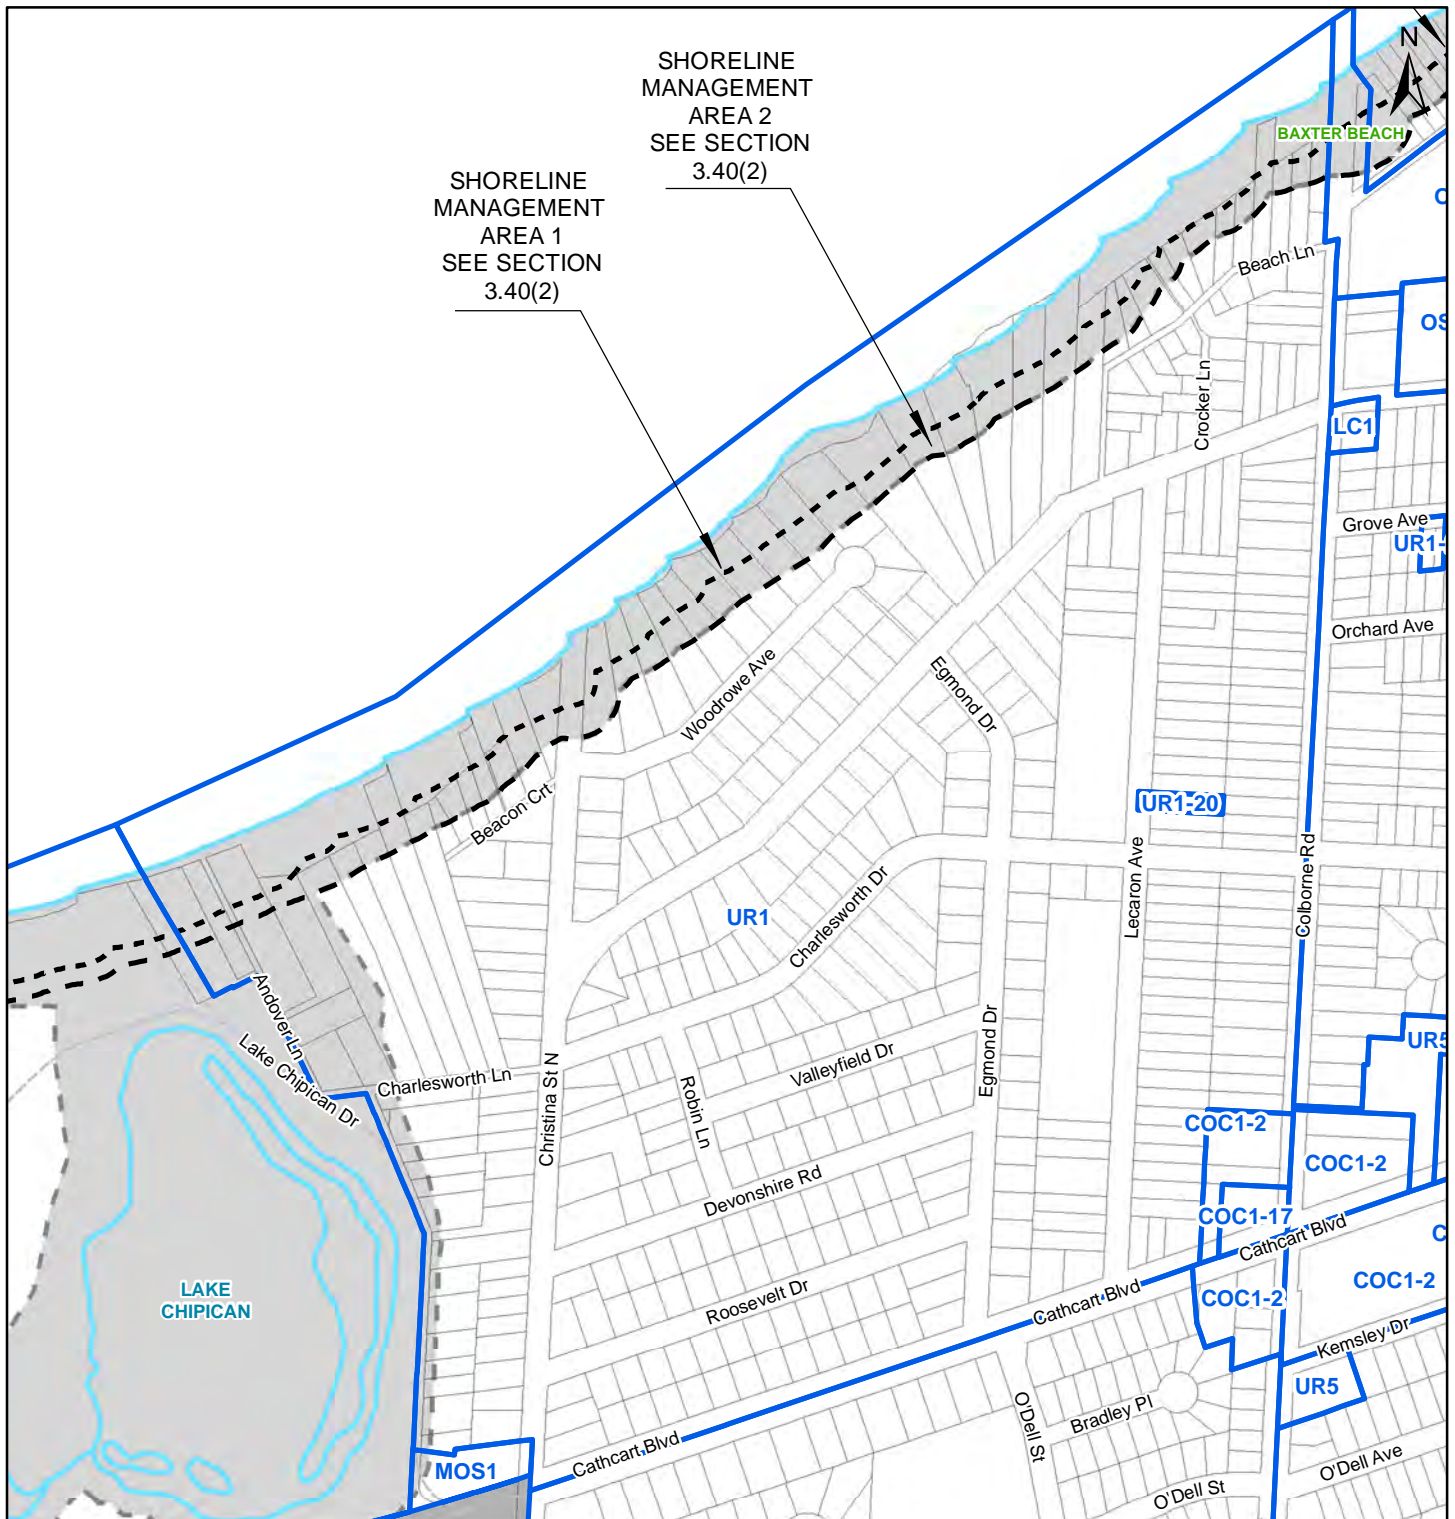 SHORELINE
MANAGEMENT
AREA 2
SEE SECTION
3.40(2)
SHORELINE
MANAGEMENT
AREA 1
SEE SECTION
3.40(2)
N
BAXTER BEACH
Beach Ln
OS
Crocker Ln
LC1
Grove Ave
UR1-
Orchard Ave
Woodrowe Ave
Egmond Dr
Beacon Crt
UR1-20
Lecaron Ave
Colborne Rd
UR1
Charlesworth Dr
Andover Ln
Lake Chipican Dr
Charlesworth Ln
Christina St N
Robin Ln
Valleyfield Dr
Egmond Dr
UR5
COC1-2
COC1-2
Devonshire Rd
COC1-17
Cathcart Blvd
C
LAKE
CHIPICAN
Roosevelt Dr
Cathcart Blvd
COC1-2
COC1-2
Kemsley Dr
UR5
O'Dell St
Bradley Pl
MOS1
Cathcart Blvd
O'Dell Ave
O'Dell St